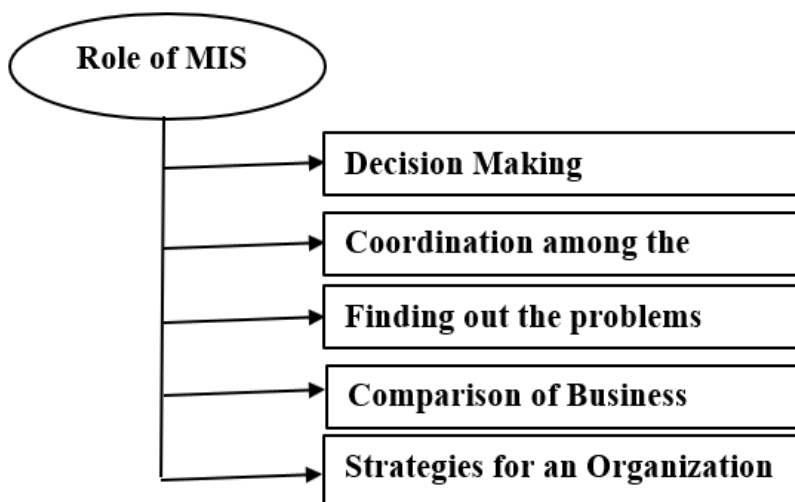 Role of MIS
Decision Making
Coordination among the
Finding out the problems
Comparison of Business
Strategies for an Organization